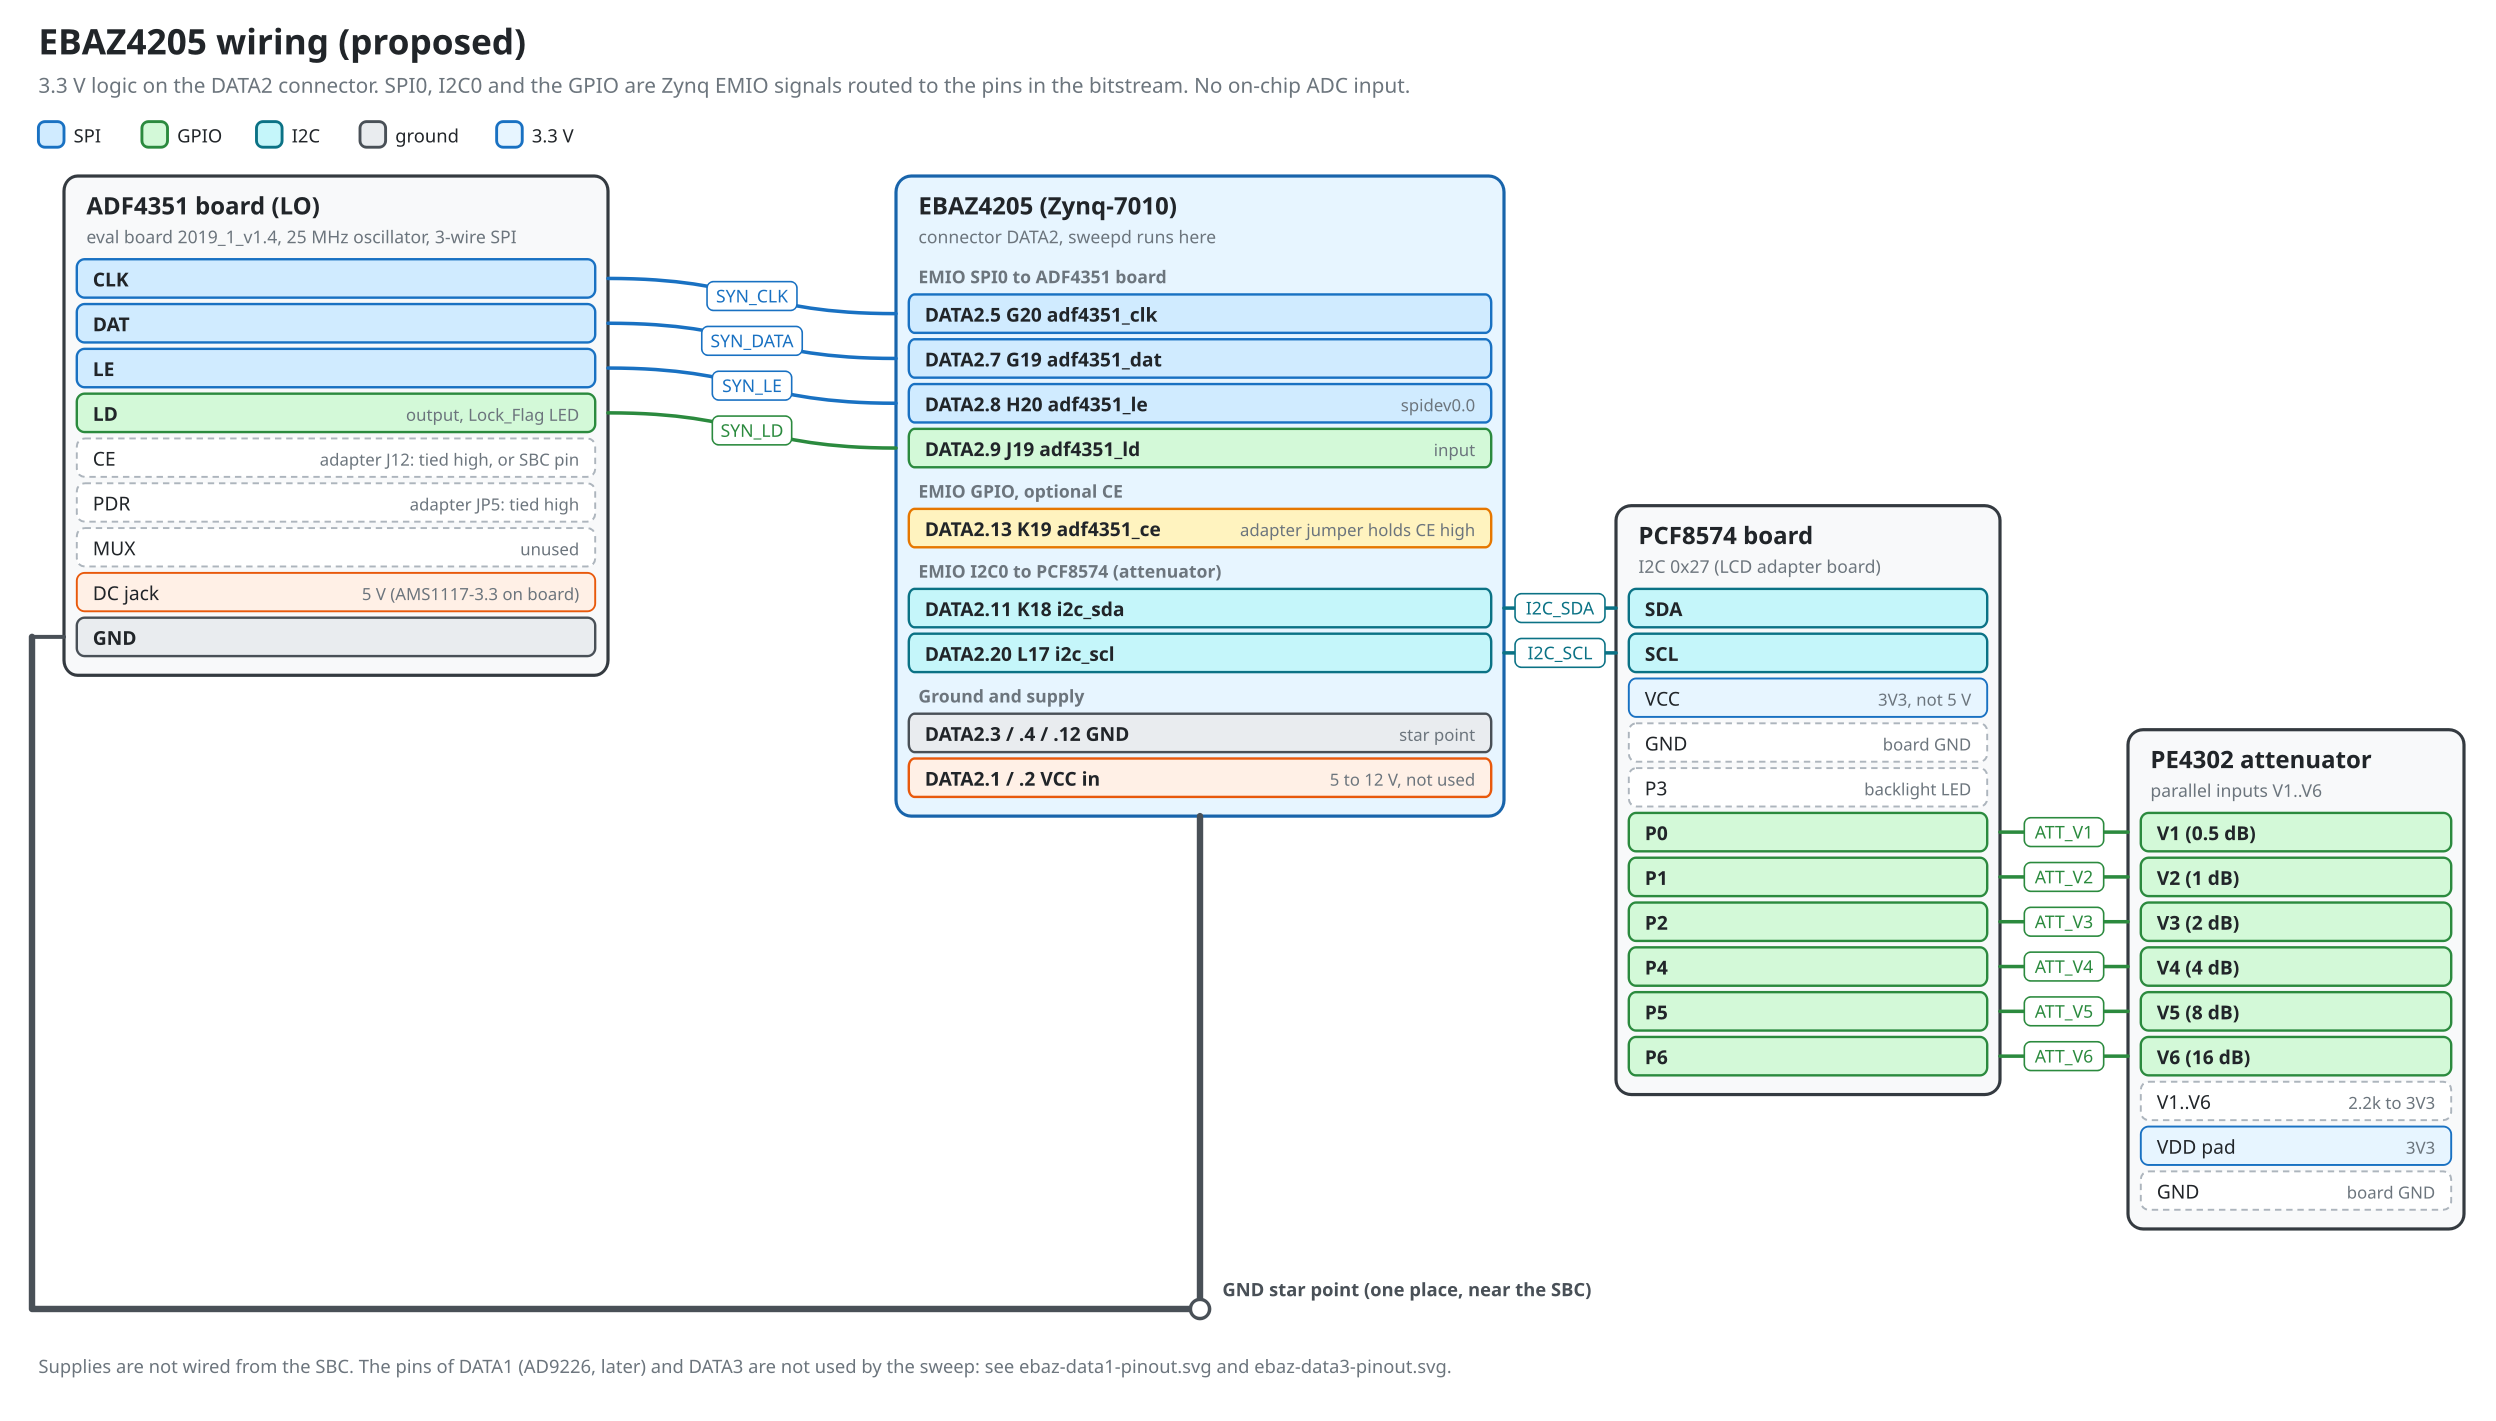 EBAZ4205 wiring (proposed)
3.3 V logic on the DATA2 connector. SPI0, I2C0 and the GPIO are Zynq EMIO signals routed to the pins in the bitstream. No on-chip ADC input.
SPI
GPIO
I2C
ground
3.3 V
ADF4351 board (LO)
eval board 2019_1_v1.4, 25 MHz oscillator, 3-wire SPI
CLK
DAT
LE
LD output, Lock_Flag LED
CE adapter J12: tied high, or SBC pin
PDR adapter JP5: tied high
MUX unused
DC jack 5 V (AMS1117-3.3 on board)
GND
SYN_CLK
SYN_DATA
SYN_LE
SYN_LD
EBAZ4205 (Zynq-7010)
connector DATA2, sweepd runs here
EMIO SPI0 to ADF4351 board
DATA2.5 G20 adf4351_clk
DATA2.7 G19 adf4351_dat
DATA2.8 H20 adf4351_le spidev0.0
DATA2.9 J19 adf4351_ld input
EMIO GPIO, optional CE
DATA2.13 K19 adf4351_ce adapter jumper holds CE high
EMIO I2C0 to PCF8574 (attenuator)
DATA2.11 K18 i2c_sda
DATA2.20 L17 i2c_scl
Ground and supply
DATA2.3 / .4 / .12 GND star point
DATA2.1 / .2 VCC in 5 to 12 V, not used
I2C_SDA
I2C_SCL
PCF8574 board
I2C 0x27 (LCD adapter board)
SDA
SCL
VCC 3V3, not 5 V
GND board GND
P3 backlight LED
P0
P1
P2
P4
P5
P6
ATT_V1
ATT_V2
ATT_V3
ATT_V4
ATT_V5
ATT_V6
PE4302 attenuator
parallel inputs V1..V6
V1 (0.5 dB)
V2 (1 dB)
V3 (2 dB)
V4 (4 dB)
V5 (8 dB)
V6 (16 dB)
V1..V6 2.2k to 3V3
VDD pad 3V3
GND board GND
GND star point (one place, near the SBC)
Supplies are not wired from the SBC. The pins of DATA1 (AD9226, later) and DATA3 are not used by the sweep: see ebaz-data1-pinout.svg and ebaz-data3-pinout.svg.